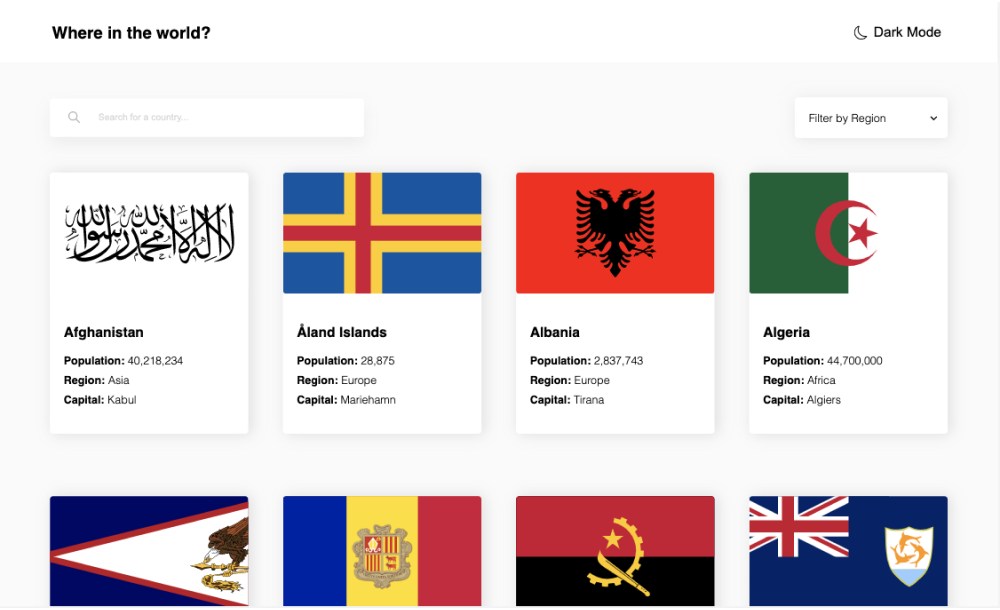 Where in the world?
Dark Mode
Search for a country...
Filter by Region
لا إله إلا الله محمد رسول الله
Afghanistan
Population: 40,218,234
Region: Asia
Capital: Kabul
Åland Islands
Population: 28,875
Region: Europe
Capital: Mariehamn
Albania
Population: 2,837,743
Region: Europe
Capital: Tirana
Algeria
Population: 44,700,000
Region: Africa
Capital: Algiers